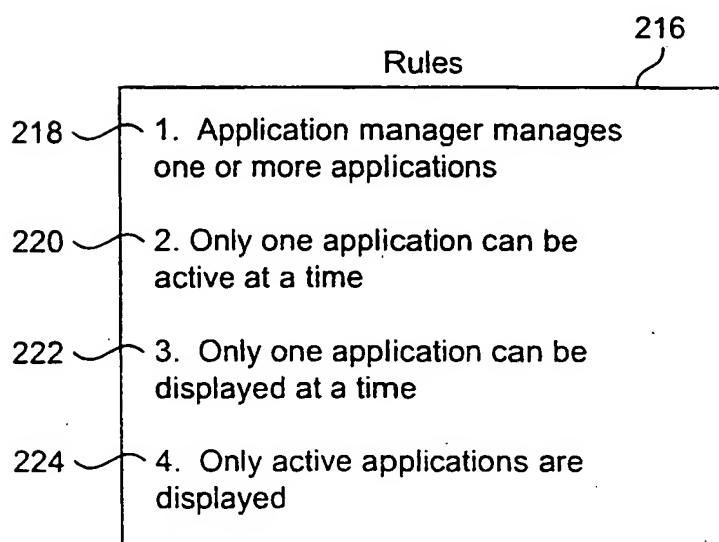 216
Rules
218 1. Application manager manages
one or more applications
220 2. Only one application can be
active at a time
222 3. Only one application can be
displayed at a time
224 4. Only active applications are
displayed